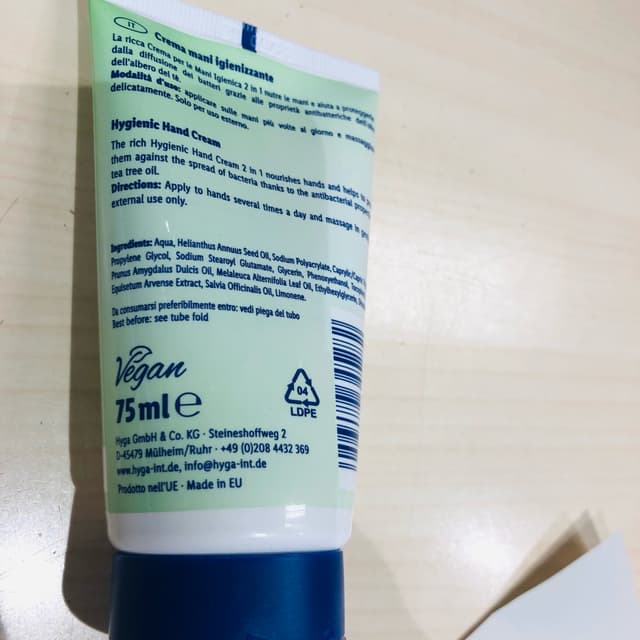 IT Crema mani igienizzante
La ricca Crema per le Mani Igienica 2 in 1 nutre le mani e aiuta a
dalla diffusione dei batteri grazie alle proprietà antibatteriche
dell'albero del tè.
Modalità d'uso: applicare sulle mani più volte al giorno e
delicatamente. Solo per uso esterno.
Hygienic Hand Cream
The rich Hygienic Hand Cream 2 in 1 nourishes hands and helps to
them against the spread of bacteria thanks to the antibacterial
tea tree oil.
Directions: Apply to hands several times a day and massage in
external use only.
Ingredients: Aqua, Helianthus Annuus Seed Oil, Sodium Polyacrylate,
Propylene Glycol, Sodium Stearoyl Glutamate, Glycerin, Phenoxyethanol,
Prunus Amygdalus Dulcis Oil, Melaleuca Alternifolia Leaf Oil, Ethylhexylglycerin,
Equisetum Arvense Extract, Salvia Officinalis Oil, Limonene.
Da consumarsi preferibilmente entro: vedi piega del tubo
Best before: see tube fold
Vegan
75 ml e
04
LDPE
Hyga GmbH & Co. KG · Steineshoffweg 2
D-45479 Mülheim/Ruhr · +49 (0)208 4432 369
www.hyga-int.de, info@hyga-int.de
Prodotto nell'UE · Made in EU